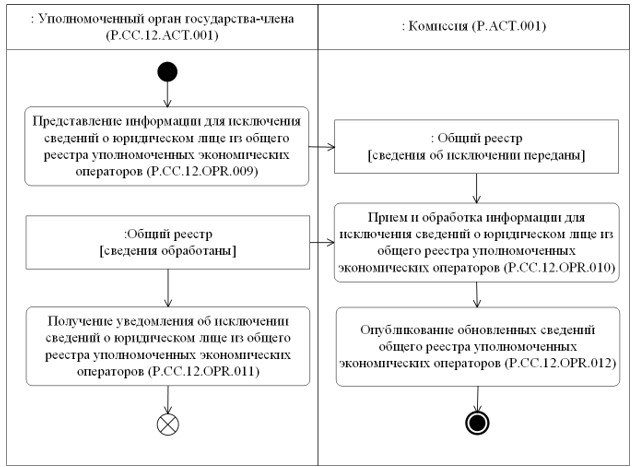 : Уполномоченный орган государства-члена
(P.CC.12.ACT.001)
: Комиссия (P.ACT.001)
Представление информации для исключения
сведений о юридическом лице из общего
реестра уполномоченных экономических
операторов (P.CC.12.OPR.009)
: Общий реестр
[сведения об исключении переданы]
:Общий реестр
[сведения обработаны]
Прием и обработка информации для
исключения сведений о юридическом лице из
общего реестра уполномоченных
экономических операторов (P.CC.12.OPR.010)
Получение уведомления об исключении
сведений о юридическом лице из общего
реестра уполномоченных экономических
операторов (P.CC.12.OPR.011)
Опубликование обновленных сведений
общего реестра уполномоченных
экономических операторов (P.CC.12.OPR.012)